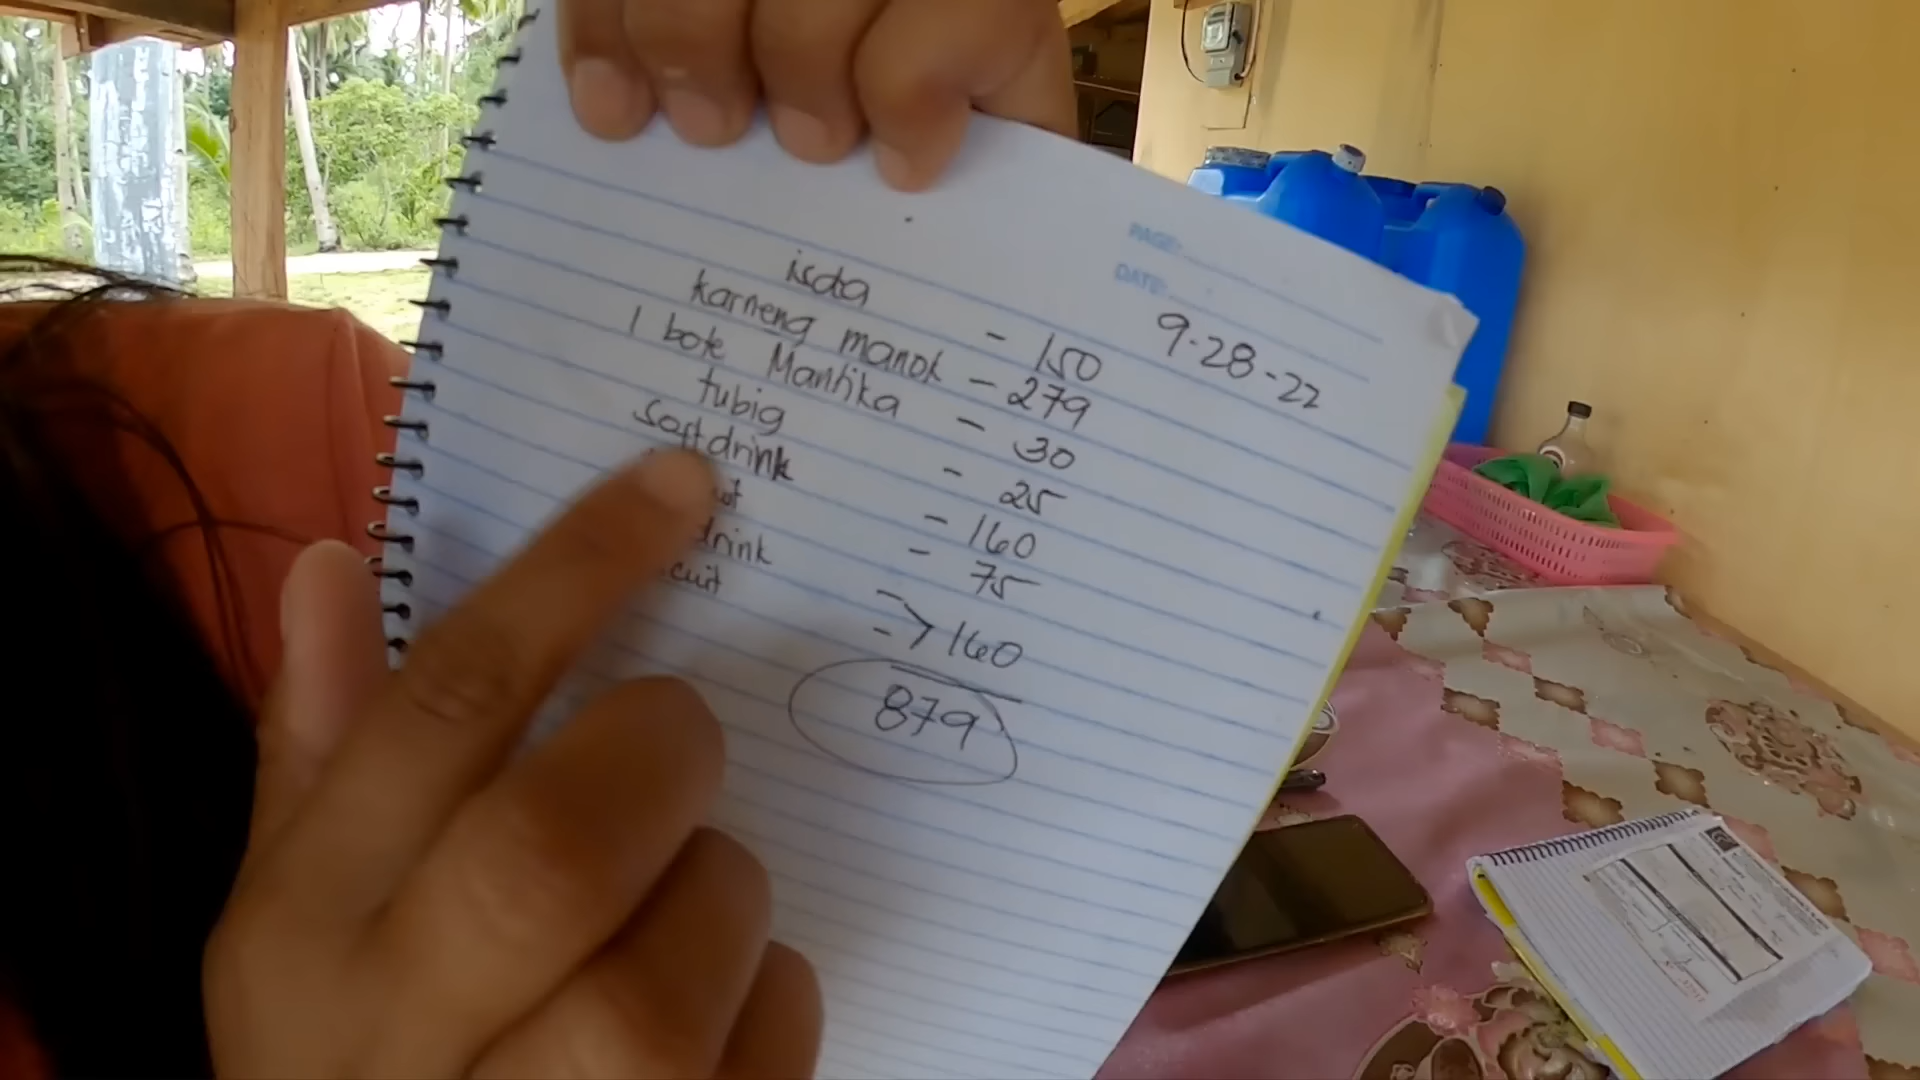 PAGE:
DATE:
9-28-22
isda - 150
karneng manok - 279
1 bote Mantika - 30
tubig - 25
softdrink - 160
- 75
drink -
> 160
-
879